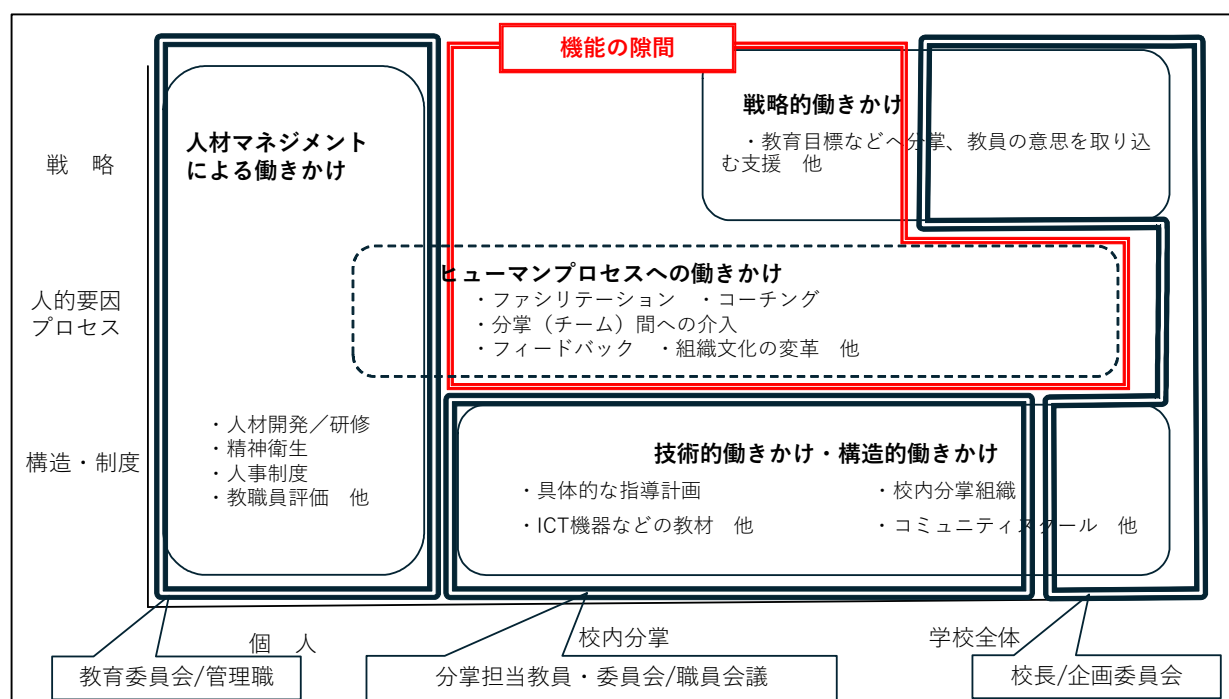 機能の隙間
戦略的働きかけ
・教育目標などへ分掌、教員の意思を取り込
む支援　他
人材マネジメント
による働きかけ
戦　略
ヒューマンプロセスへの働きかけ
・ファシリテーション　・コーチング
・分掌（チーム）間への介入
・フィードバック　・組織文化の変革　他
人的要因
プロセス
・人材開発／研修
・精神衛生
・人事制度
・教職員評価　他
構造・制度
技術的働きかけ・構造的働きかけ
・具体的な指導計画
・校内分掌組織
・ICT機器などの教材　他
・コミュニティスクール　他
個　人
校内分掌
学校全体
教育委員会/管理職
分掌担当教員・委員会/職員会議
校長/企画委員会